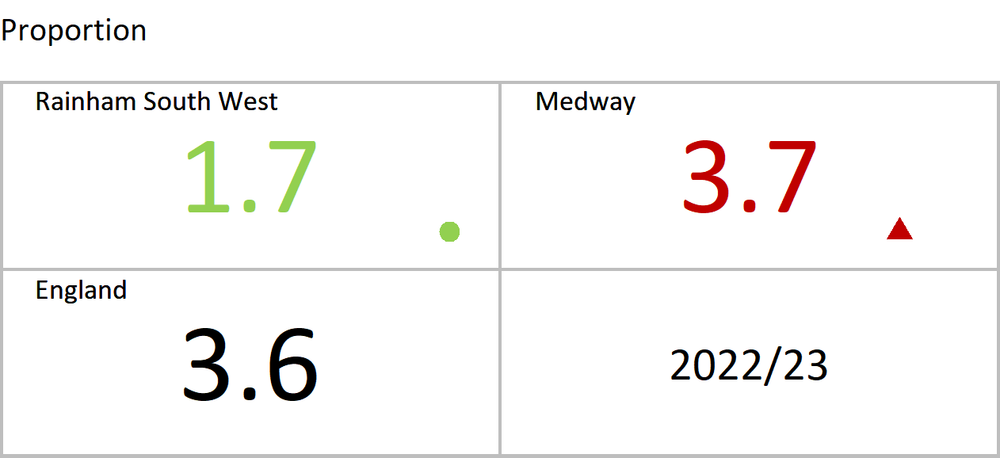 Proportion
Rainham South West
1.7
Medway
3.7
England
3.6
2022/23